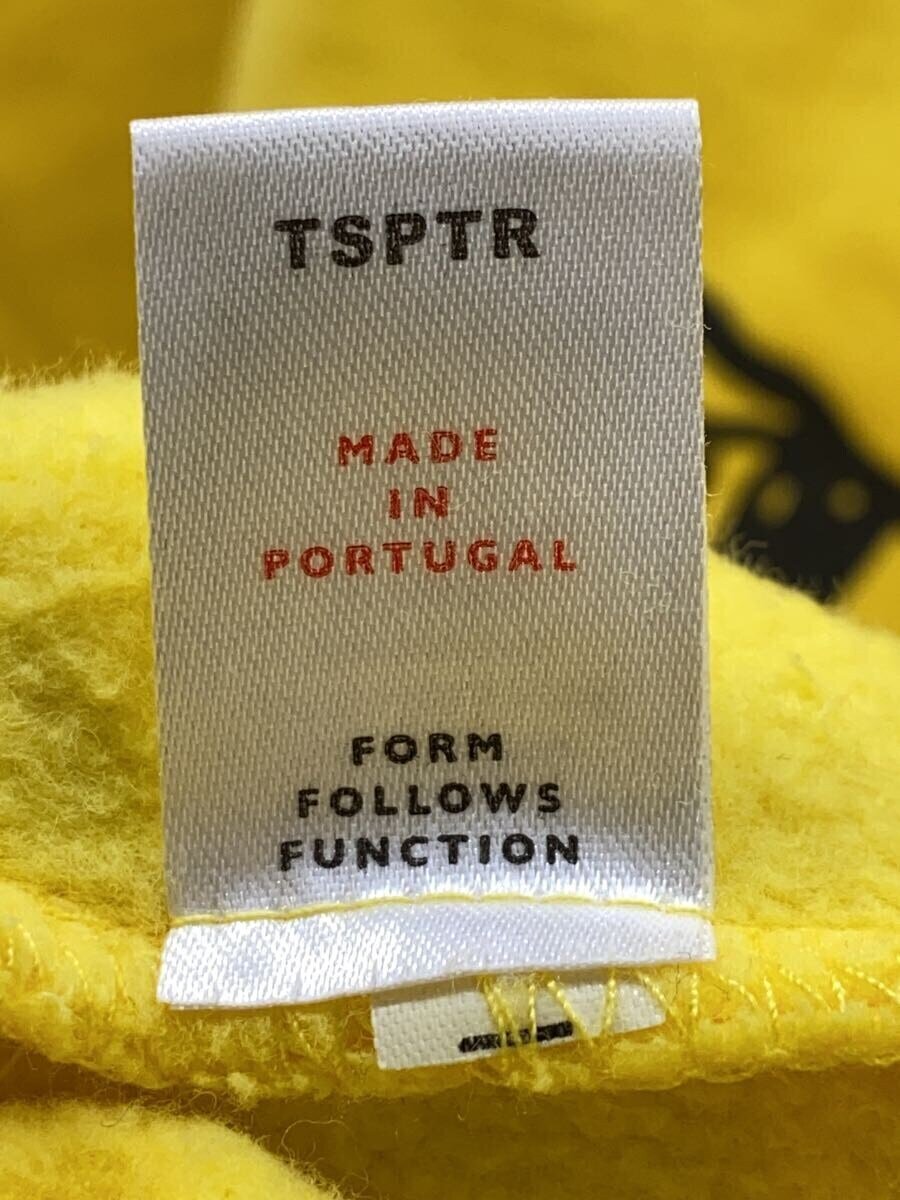 TSPTR
MADE
IN
PORTUGAL
FORM
FOLLOWS
FUNCTION